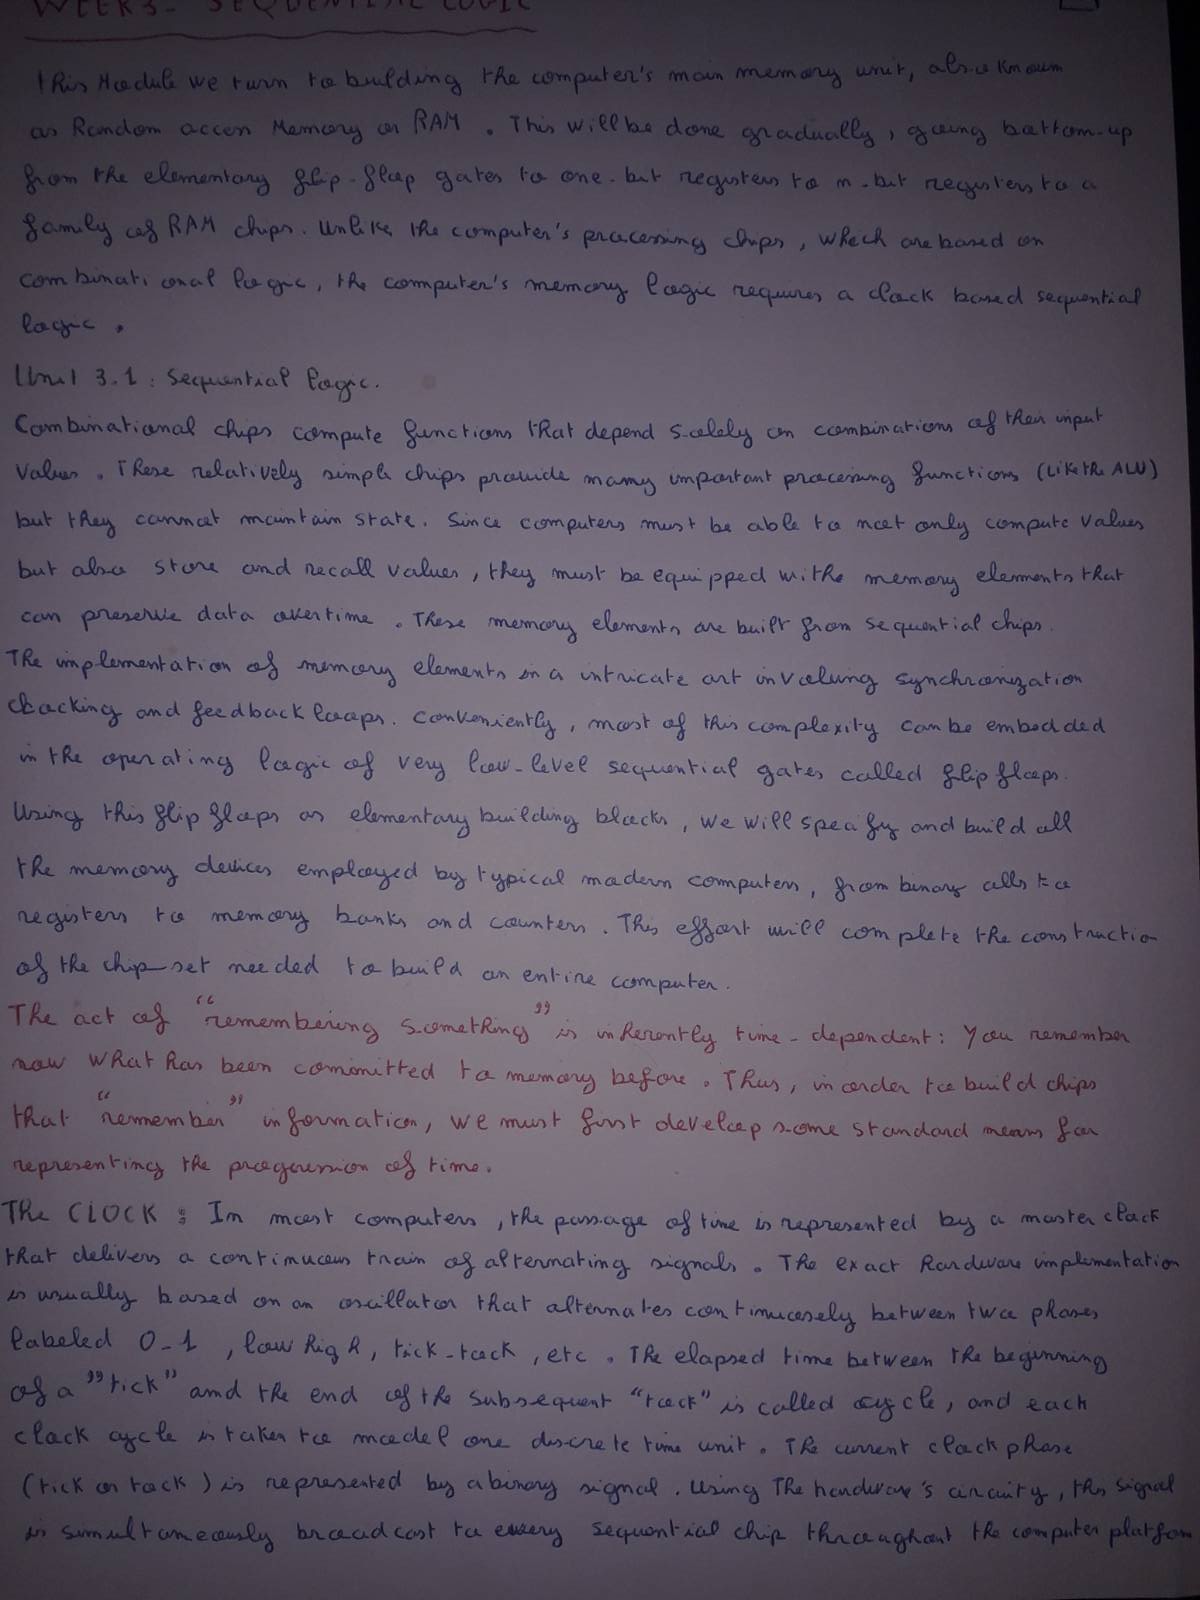 WEEK 3 - SEQUENTIAL LOGIC
This Module we turn to building the computer's main memory unit, also known
as Random access Memory or RAM. This will be done gradually, going bottom-up
from the elementary flip-flop gates to one-bit registers to n-bit registers to a
family of RAM chips. Unlike the computer's processing chips, which are based on
combinational logic, the computer's memory logic requires a clock based sequential
logic.
Unit 3.1: Sequential logic.
Combinational chips compute functions that depend solely on combinations of their input
values. These relatively simple chips provide many important processing functions (Like the ALU)
but they cannot maintain state. Since computers must be able to not only compute values
but also store and recall values, they must be equipped withe memory elements that
can preserve data overtime. These memory elements are built from sequential chips.
The implementation of memory elements in a intricate art involving synchronization
clocking and feedback loops. Conveniently, most of this complexity can be embedded
in the operating logic of very low-level sequential gates called flip flops.
Using this flip flops as elementary building blocks, we will specify and build all
the memory devices employed by typical modern computers, from binary cells to
registers to memory banks and counters. This effort will complete the construction
of the chip-set needed to build an entire computer.
The act of "remembering something" is inherently time-dependent: You remember
now what has been committed to memory before. Thus, in order to build chips
that "remember" information, we must first develop some standard means for
representing the progression of time.
The CLOCK : In most computers, the passage of time is represented by a master clock
that delivers a continuous train of alternating signals. The exact hardware implementation
is usually based on an oscillator that alternates continuously between two phases
labeled 0-1, low high, tick-tock, etc. The elapsed time between the beginning
of a "tick" and the end of the subsequent "tock" is called cycle, and each
clock cycle is taken to model one discrete time unit. The current clock phase
(tick or tock) is represented by a binary signal. Using The hardware's circuity, this signal
is simultaneously broadcast to every sequential chip throughout the computer platform